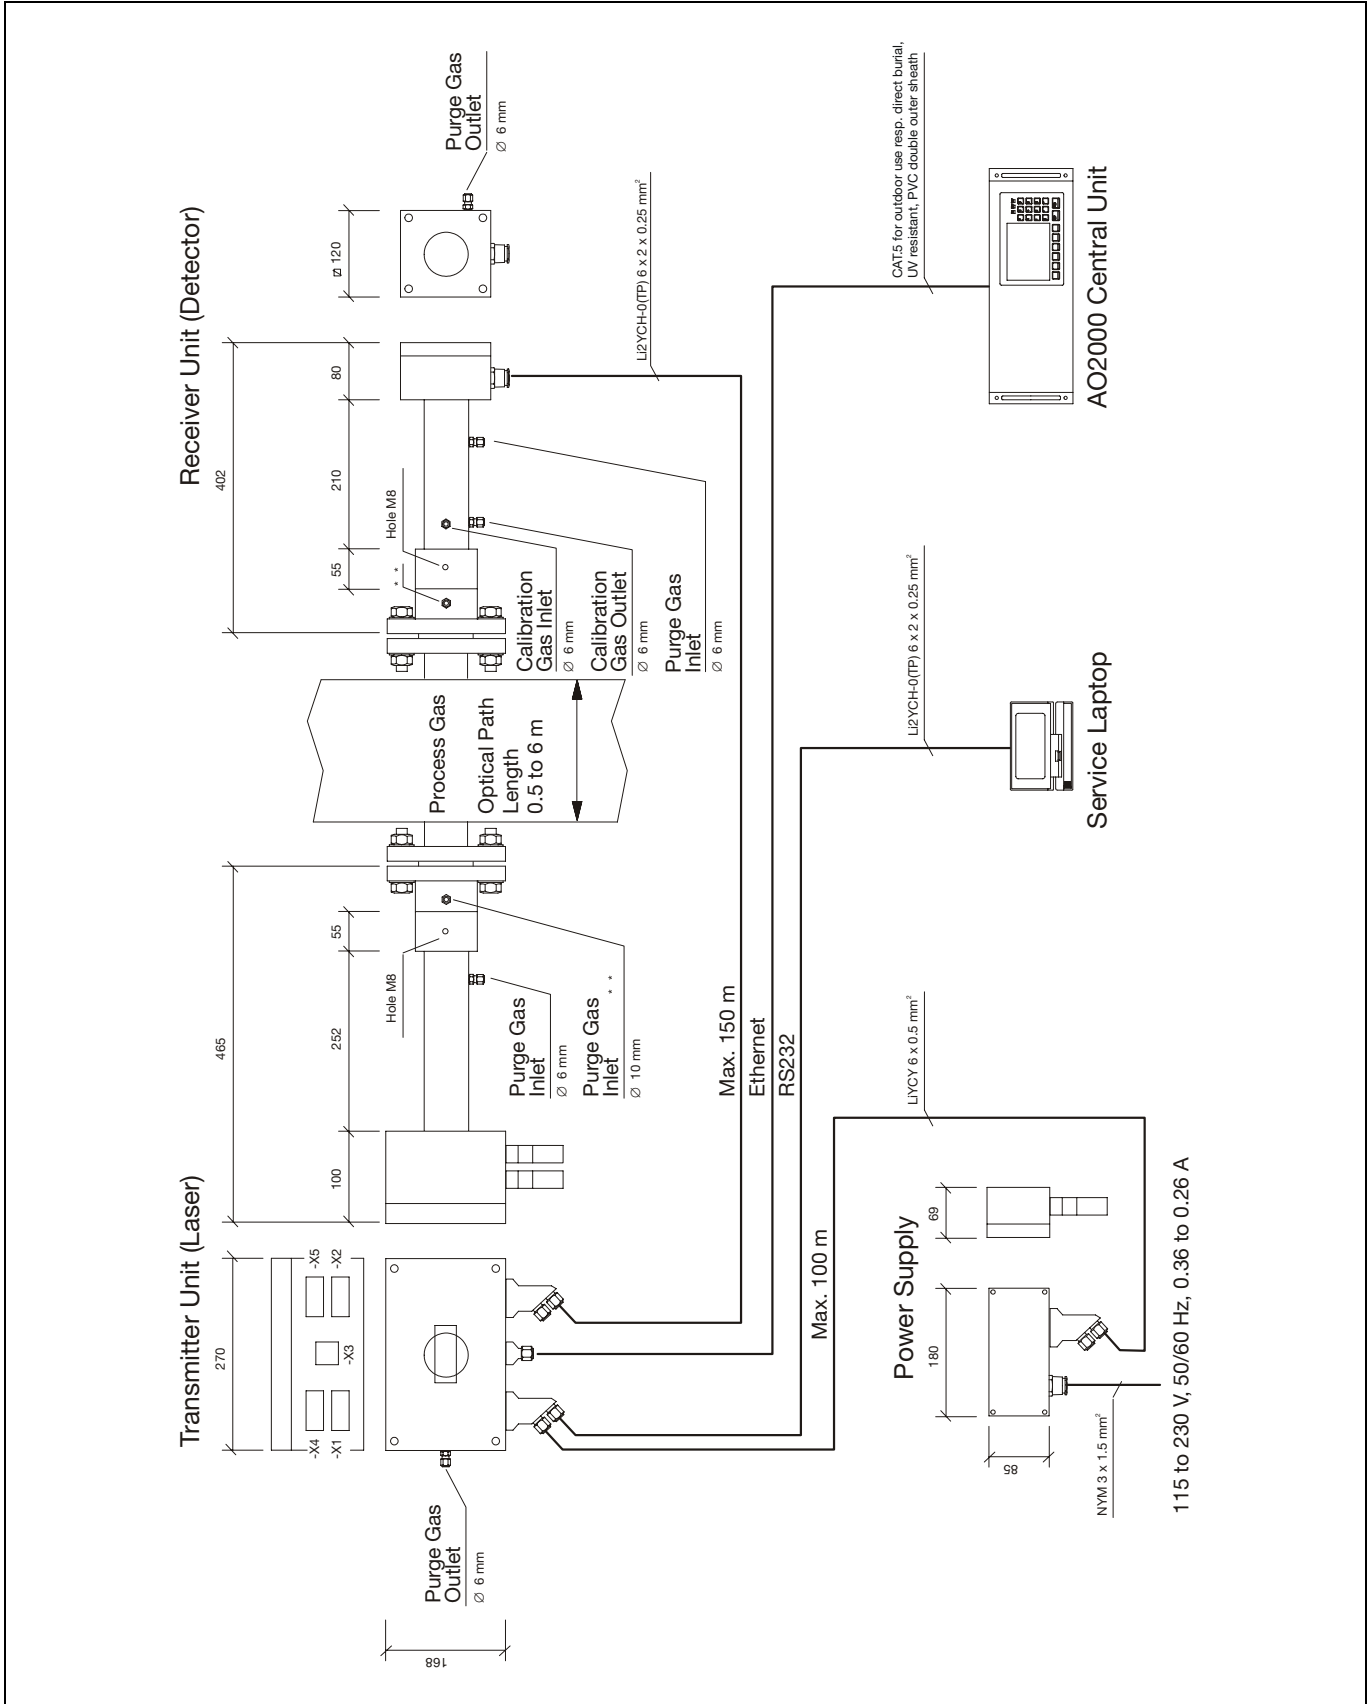 Transmitter Unit (Laser)
Receiver Unit (Detector)
270
465
402
-X4
-X5
-X1
-X3
-X2
100
252
55
55
210
80
⌀ 120
168
Hole M8
Hole M8
* *
Purge Gas
Outlet
∅ 6 mm
Purge Gas
Outlet
∅ 6 mm
Process Gas
Optical Path
Length
0.5 to 6 m
Purge Gas
Inlet
∅ 6 mm
Purge Gas * *
Inlet
∅ 10 mm
Calibration
Gas Inlet
∅ 6 mm
Calibration
Gas Outlet
∅ 6 mm
Purge Gas
Inlet
∅ 6 mm
Li2YCH-0(TP) 6 x 2 x 0.25 mm²
Max. 150 m
Ethernet
RS232
Max. 100 m
Power Supply
180
69
85
LiYCY 6 x 0.5 mm²
Li2YCH-0(TP) 6 x 2 x 0.25 mm²
CAT.5 for outdoor use resp. direct burial,
UV resistant, PVC double outer sheath
NYM 3 x 1.5 mm²
115 to 230 V, 50/60 Hz, 0.36 to 0.26 A
Service Laptop
AO2000 Central Unit